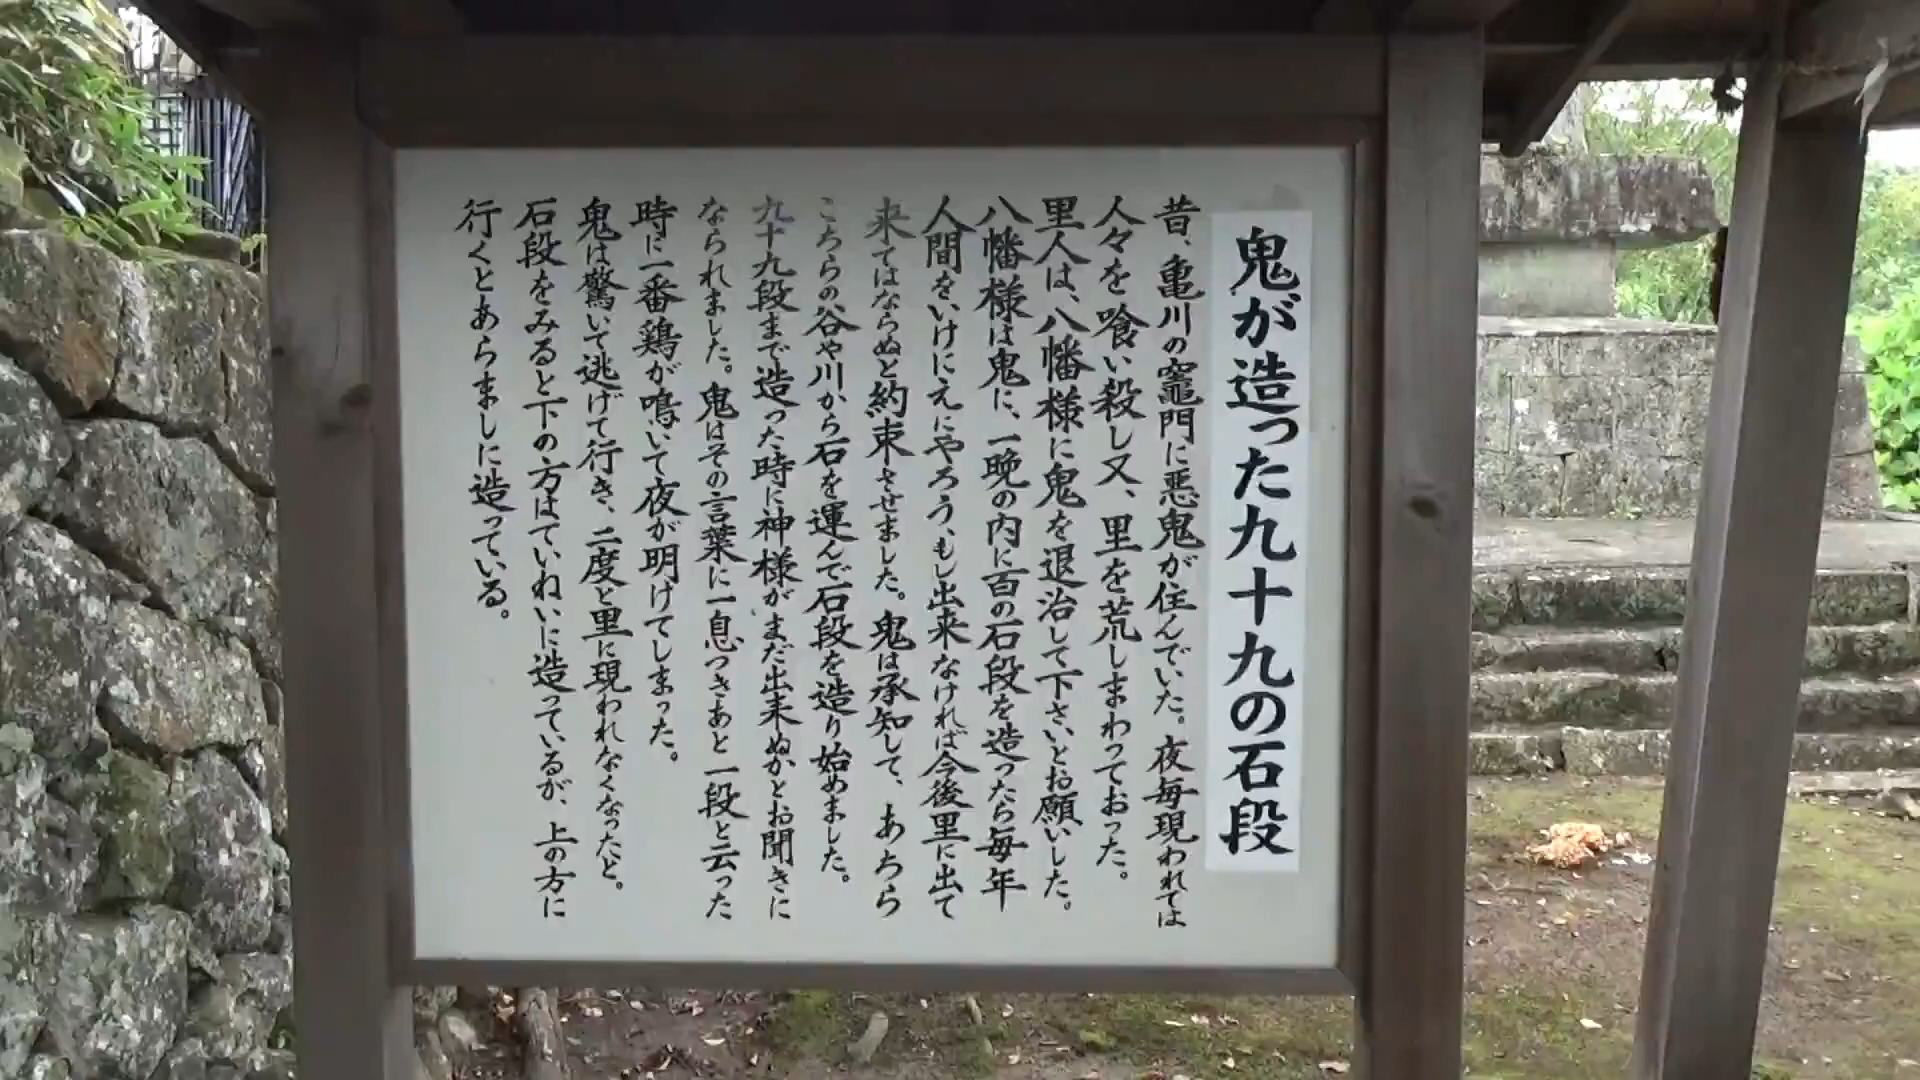 鬼が造った九十九の石段
昔、亀川の竈門に悪鬼が住んでいた。夜毎現われては
人々を喰い殺し又、里を荒しまわっておった。
里人は、八幡様に鬼を退治して下さいとお願いした。
八幡様は鬼に、一晩の内に百の石段を造ったら毎年
人間をいけにえにやろう、もし出来なければ今後里に出て
来てはならぬと約束させました。鬼は承知して、あちら
こちらの谷や川から石を運んで石段を造り始めました。
九十九段まで造った時に神様がまだ出来ぬかとお聞きに
なられました。鬼はその言葉に一息つきあと一段と云った
時に一番鶏が鳴いて夜が明けてしまった。
鬼は驚いて逃げて行き、二度と里に現われなくなったと。
石段をみると下の方はていねいに造っているが、上の方に
行くとあらましに造っている。